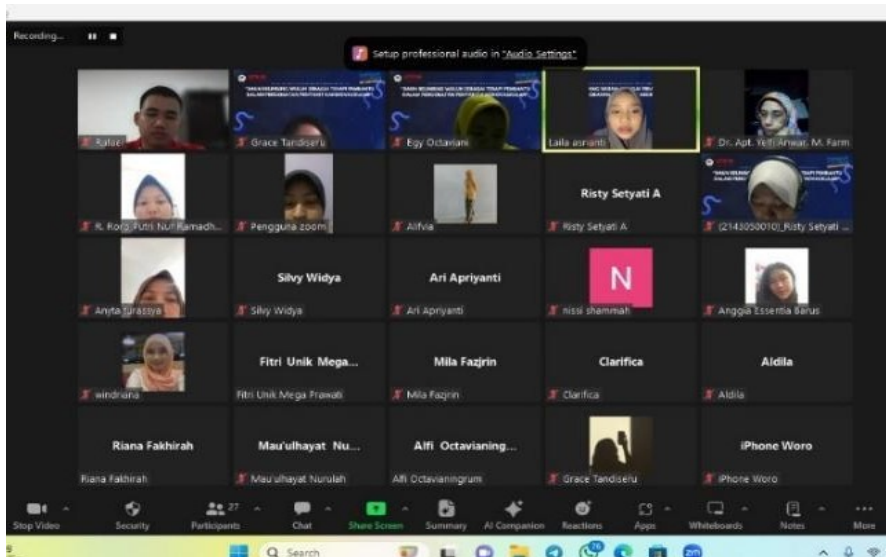 Recording...
Setup professional audio in "Audio Settings"
Rafael
Grace Tandiseru
Egy Octaviani
Laila asrianti
Dr. Apt. Yelfi Anwar, M. Farm
R. Roro Putri Nur Ramadh...
Pengguna zoom
Alifvia
Risty Setyati A
Risty Setyati A
(2143050010)_Risty Setyati ...
Anyta
Silvy Widya
Silvy Widya
Ari Apriyanti
Ari Apriyanti
N
nissi shammah
Anggia Essentia Barus
windriana
Fitri Unik Mega...
Fitri Unik Mega Prawati
Mila Fazjrin
Mila Fazjrin
Clarifica
Clarifica
Aldila
Aldila
Riana Fakhirah
Riana Fakhirah
Mau'ulhayat Nu...
Mau'ulhayat Nurulah
Alfi Octavianing...
Alfi Octavianingrum
Grace Tandiseru
iPhone Woro
iPhone Woro
Stop Video
Security
27
Participants
Chat
Share Screen
Summary
AI Companion
Reactions
Apps
Whiteboards
Notes
More
Search
76
zm